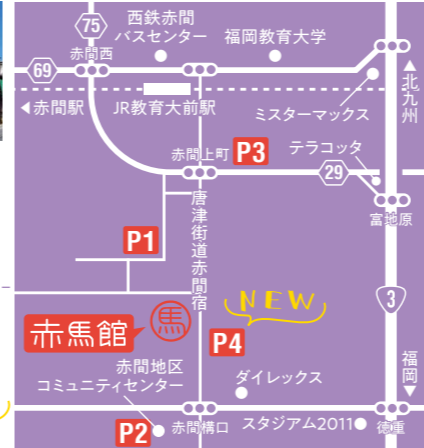 75
西鉄赤間
バスセンター
福岡教育大学
赤間西
69
▲北九州
◀赤間駅
JR教育大前駅
ミスターマックス
赤間上町
P3
テラコッタ
29
唐津街道赤間宿
富地原
P1
NEW
3
赤馬館
馬
P4
赤間地区
コミュニティセンター
ダイレックス
福岡▼
P2
赤間構口
スタジアム2011
徳重